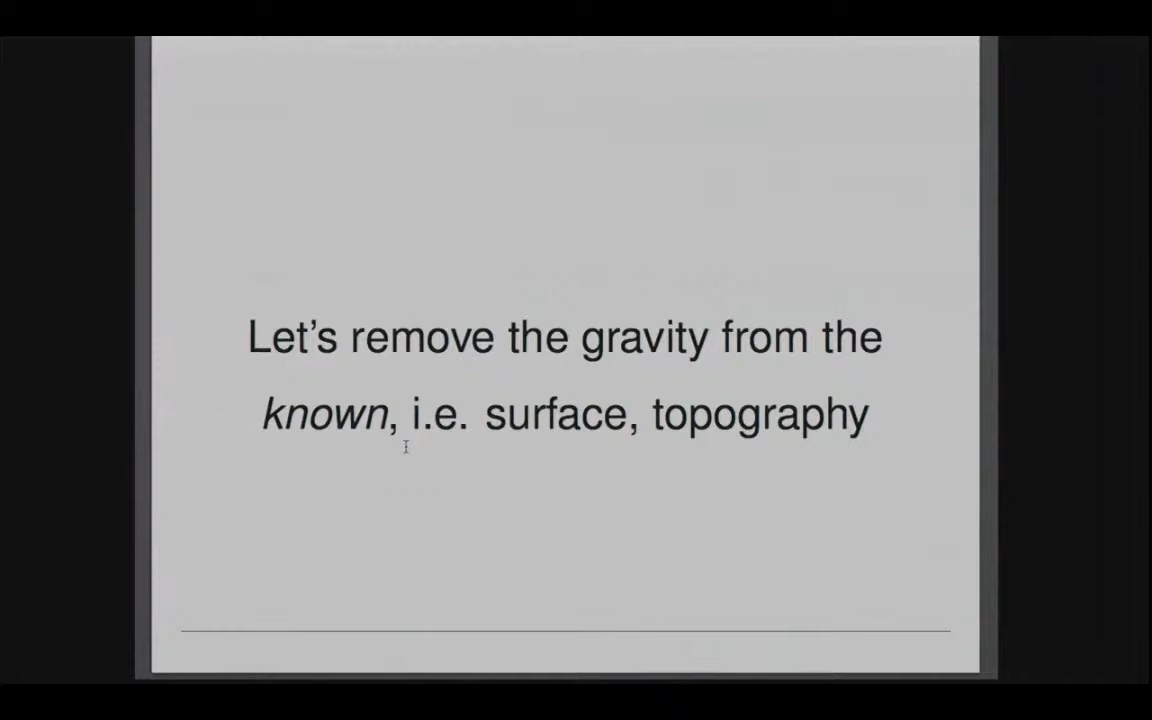 Let's remove the gravity from the
known, i.e. surface, topography